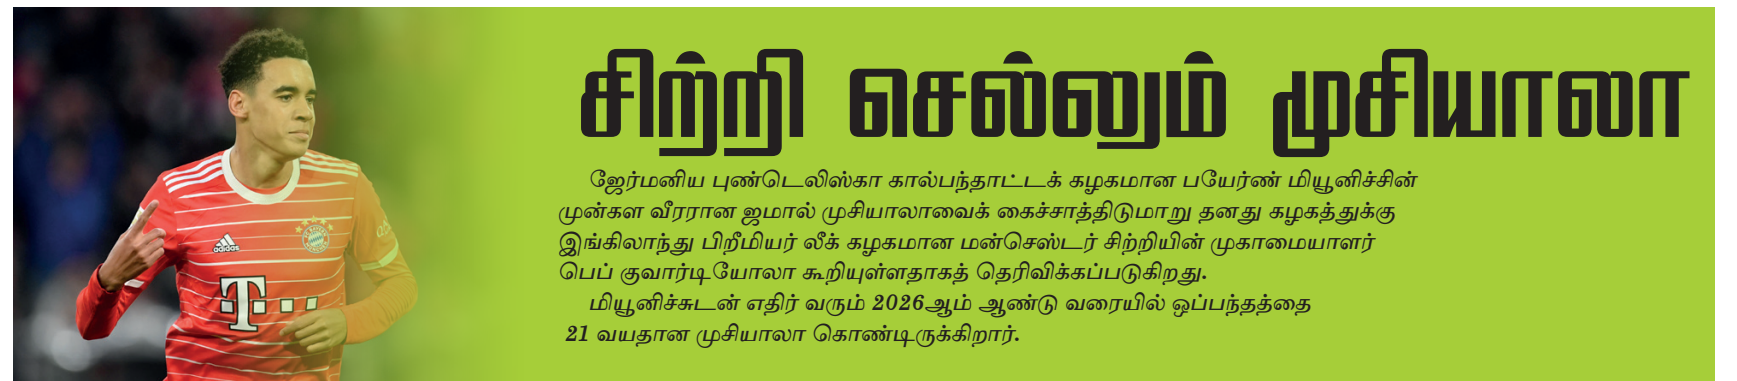 சிற்றி செல்லும் முசியாலா
ஜேர்மனிய புண்டெலிஸ்கா கால்பந்தாட்டக் கழகமான பயேர்ண் மியூனிச்சின்
முன்கள வீரரான ஜமால் முசியாலாவைக் கைச்சாத்திடுமாறு தனது கழகத்துக்கு
இங்கிலாந்து பிறீமியர் லீக் கழகமான மன்செஸ்டர் சிற்றியின் முகாமையாளர்
பெப் குவார்டியோலா கூறியுள்ளதாகத் தெரிவிக்கப்படுகிறது.
மியூனிச்சுடன் எதிர் வரும் 2026ஆம் ஆண்டு வரையில் ஒப்பந்தத்தை
21 வயதான முசியாலா கொண்டிருக்கிறார்.
adidas
T